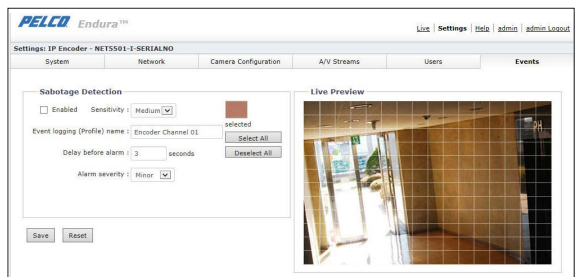 PELCO Endura™
Live | Settings | Help | admin | admin Logout
Settings: IP Encoder - NET5501-I-SERIALNO
System Network Camera Configuration A/V Streams Users Events
Sabotage Detection
Enabled Sensitivity : Medium
selected
Event logging (Profile) name : Encoder Channel 01
Select All
Delay before alarm : 3 seconds
Deselect All
Alarm severity : Minor
Save Reset
Live Preview
PH